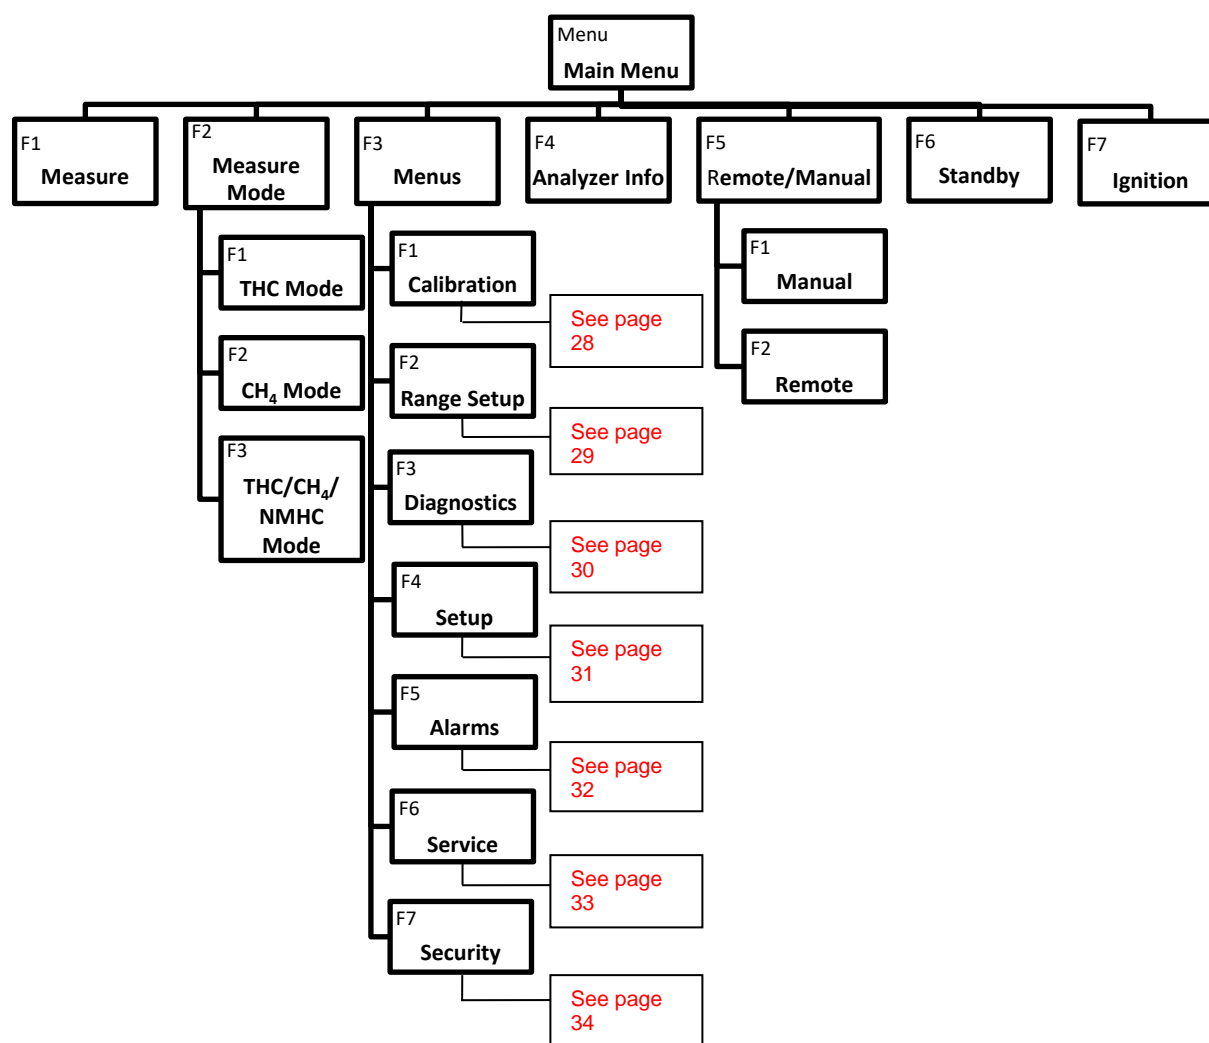 Menu
Main Menu
F1
Measure
F2
Measure
Mode
F3
Menus
F4
Analyzer Info
F5
Remote/Manual
F6
Standby
F7
Ignition
F1
THC Mode
F2
CH₄ Mode
F3
THC/CH₄/
NMHC
Mode
F1
Calibration
See page
28
F2
Range Setup
See page
29
F3
Diagnostics
See page
30
F4
Setup
See page
31
F5
Alarms
See page
32
F6
Service
See page
33
F7
Security
See page
34
F1
Manual
F2
Remote